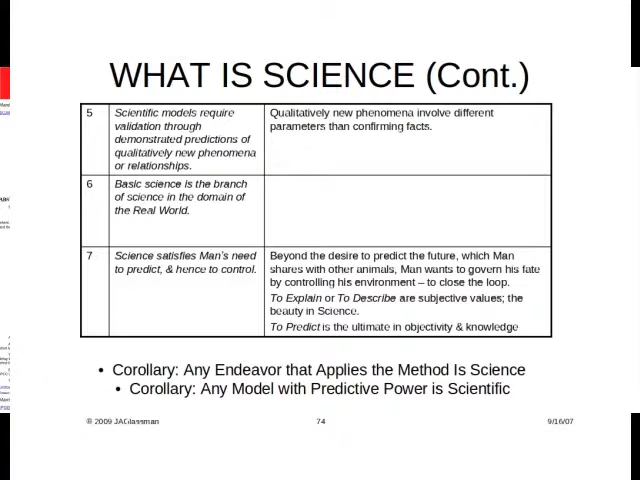 WHAT IS SCIENCE (Cont.)
5
Scientific models require
validation through
demonstrated predictions of
qualitatively new phenomena
or relationships.
Qualitatively new phenomena involve different
parameters than confirming facts.
6
Basic science is the branch
of science in the domain of
the Real World.
7
Science satisfies Man's need
to predict, & hence to control.
Beyond the desire to predict the future, which Man
shares with other animals, Man wants to govern his fate
by controlling his environment – to close the loop.
To Explain or To Describe are subjective values; the
beauty in Science.
To Predict is the ultimate in objectivity & knowledge
• Corollary: Any Endeavor that Applies the Method Is Science
• Corollary: Any Model with Predictive Power is Scientific
© 2009 JAGlassman
74
9/16/07